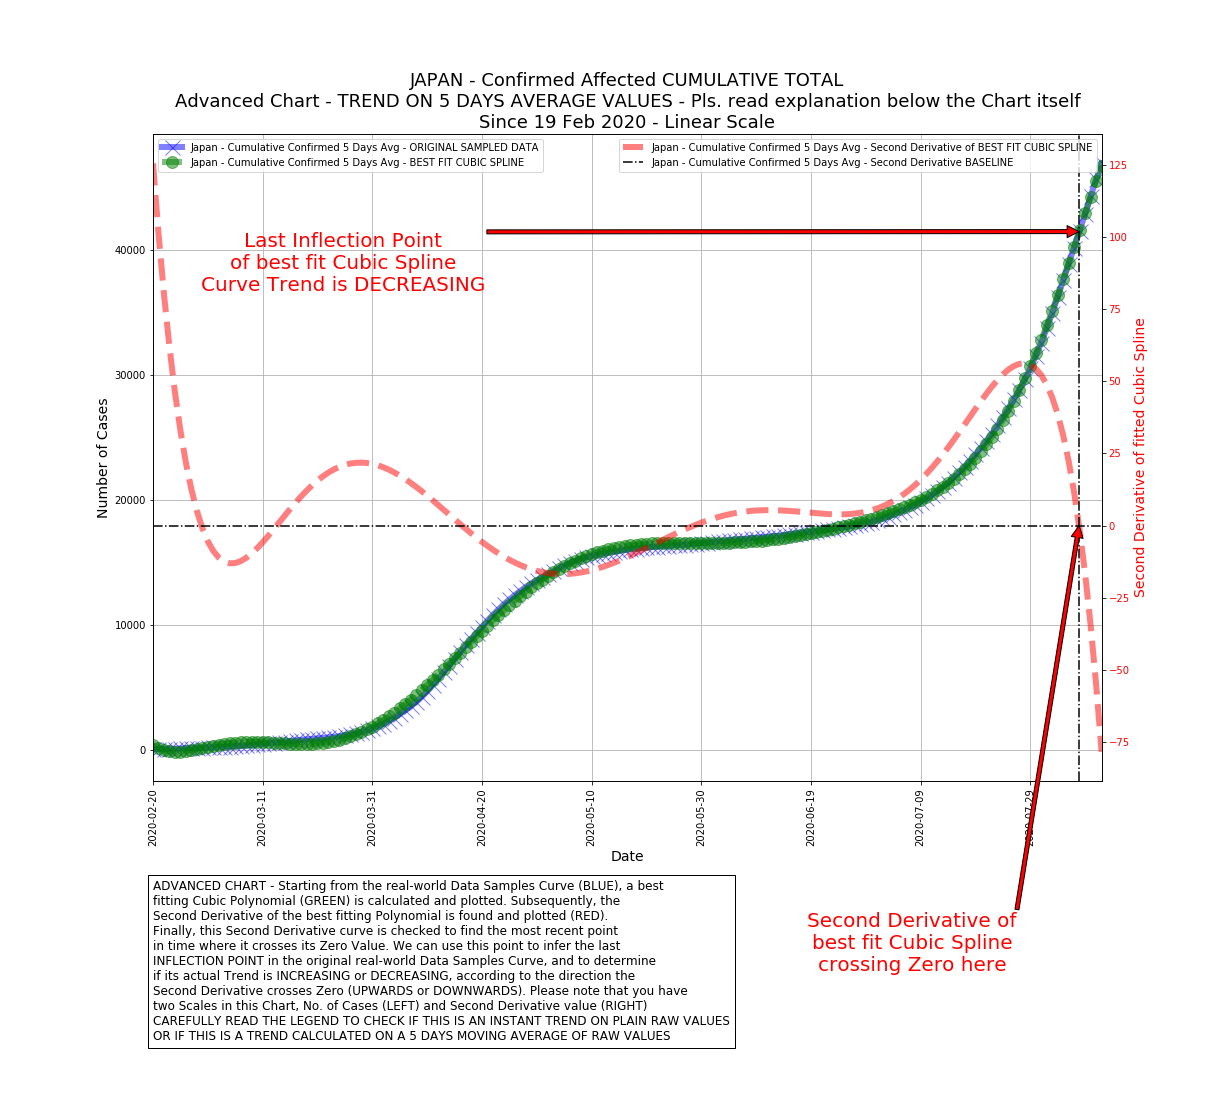 JAPAN - Confirmed Affected CUMULATIVE TOTAL
Advanced Chart - TREND ON 5 DAYS AVERAGE VALUES - Pls. read explanation below the Chart itself
Since 19 Feb 2020 - Linear Scale
Japan - Cumulative Confirmed 5 Days Avg - ORIGINAL SAMPLED DATA
Japan - Cumulative Confirmed 5 Days Avg - BEST FIT CUBIC SPLINE
Japan - Cumulative Confirmed 5 Days Avg - Second Derivative of BEST FIT CUBIC SPLINE
Japan - Cumulative Confirmed 5 Days Avg - Second Derivative BASELINE
Last Inflection Point
of best fit Cubic Spline
Curve Trend is DECREASING
Number of Cases
40000
30000
20000
10000
0
125
100
75
50
25
0
−25
−50
−75
Second Derivative of fitted Cubic Spline
2020-02-20
2020-03-11
2020-03-31
2020-04-20
2020-05-10
2020-05-30
2020-06-19
2020-07-09
2020-07-29
Date
ADVANCED CHART - Starting from the real-world Data Samples Curve (BLUE), a best
fitting Cubic Polynomial (GREEN) is calculated and plotted. Subsequently, the
Second Derivative of the best fitting Polynomial is found and plotted (RED).
Finally, this Second Derivative curve is checked to find the most recent point
in time where it crosses its Zero Value. We can use this point to infer the last
INFLECTION POINT in the original real-world Data Samples Curve, and to determine
if its actual Trend is INCREASING or DECREASING, according to the direction the
Second Derivative crosses Zero (UPWARDS or DOWNWARDS). Please note that you have
two Scales in this Chart, No. of Cases (LEFT) and Second Derivative value (RIGHT)
CAREFULLY READ THE LEGEND TO CHECK IF THIS IS AN INSTANT TREND ON PLAIN RAW VALUES
OR IF THIS IS A TREND CALCULATED ON A 5 DAYS MOVING AVERAGE OF RAW VALUES
Second Derivative of
best fit Cubic Spline
crossing Zero here